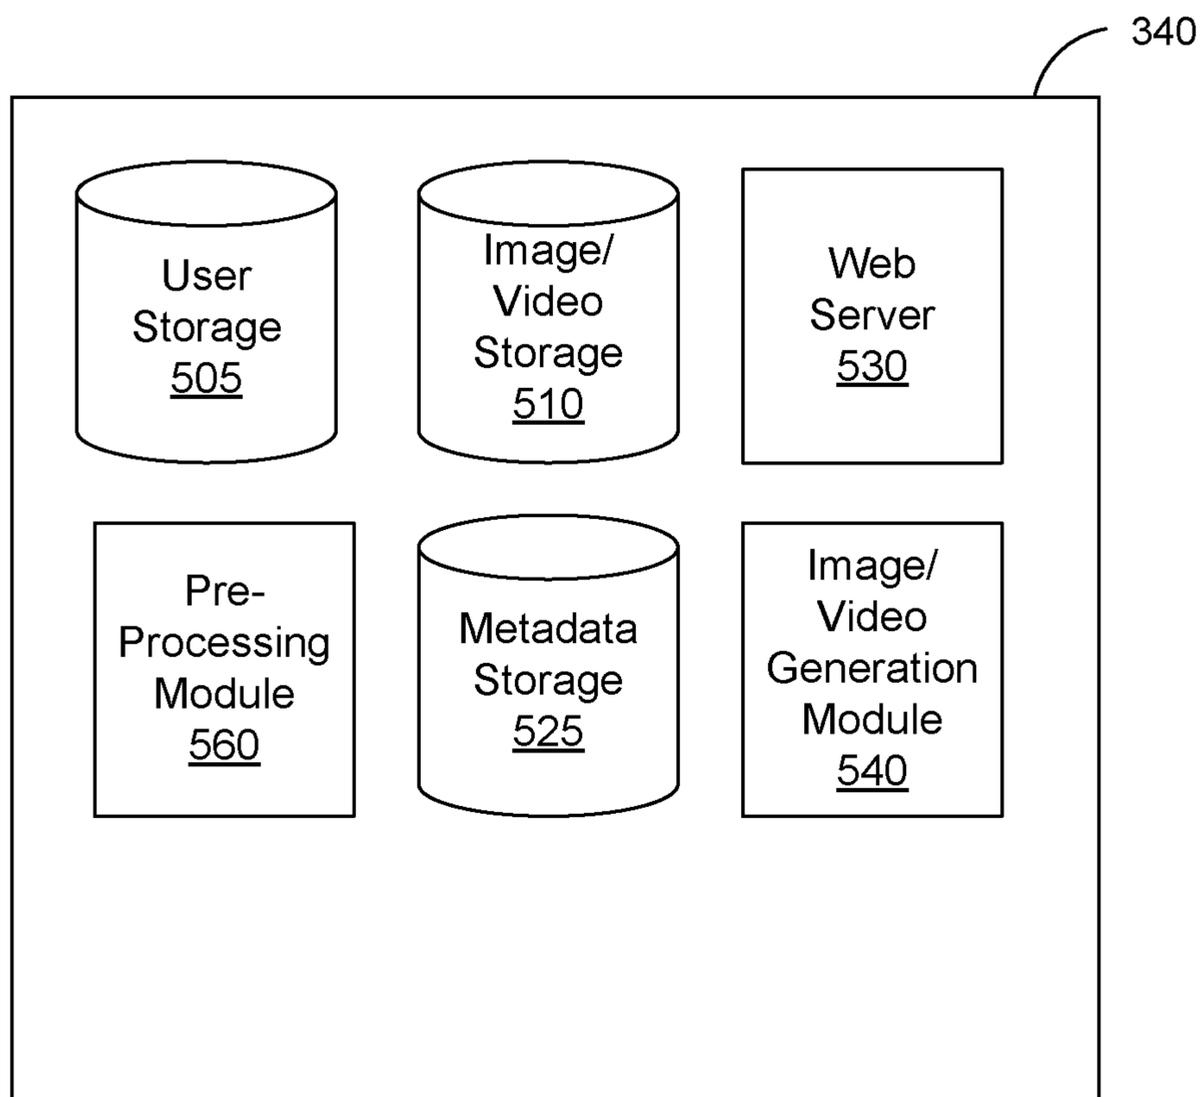 340
User
Storage
505
Image/
Video
Storage
510
Web
Server
530
Pre-
Processing
Module
560
Metadata
Storage
525
Image/
Video
Generation
Module
540